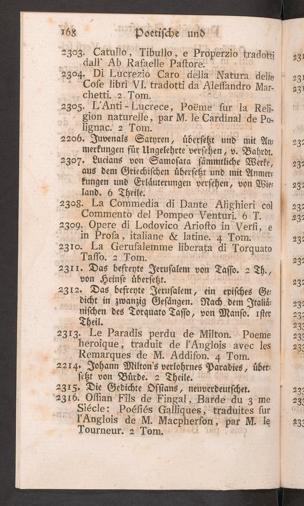 168 Poetische und
2303. Catullo, Tibullo, e Properzio tradotti
dall' Ab Rafaelle Pastore.
2304. Di Lucrezio Caro della Natura delle
Cose libri VI. tradotti da Alessandro Mar-
chetti. 2 Tom.
2305. L'Anti-Lucrece, Poëme sur la Reli-
gion naturelle, par M. le Cardinal de Po-
lignac. 2 Tom.
2206. Juvenals Satyren, übersetzt und mit An-
merkungen für Ungelehrte versehen, v. Bahrdt.
2307. Lucians von Samosata sämmtliche Werke,
aus dem Griechischen übersetzt und mit Anmer-
kungen und Erläuterungen versehen, von Wie-
land. 6 Theile.
2308. La Commedia di Dante Alighieri col
Commento del Pompeo Venturi. 6 T.
2309. Opere di Lodovico Ariosto in Versi, e
in Prosa, italiane & latine. 4 Tom.
2310. La Gerusalemme liberata di Torquato
Tasso. 2 Tom.
2311. Das befreyte Jerusalem von Tasso. 2 Th.,
von Heinse übersetzt.
2312. Das befreyte Jerusalem, ein episches Ge-
dicht in zwanzig Gesängen. Nach dem Italiä-
nischen des Torquato Tasso, von Manso. 1ster
Theil.
2313. Le Paradis perdu de Milton. Poeme
heroique, traduit de l'Anglois avec les
Remarques de M. Addison. 4 Tom.
2214. Johann Milton's verlohrnes Paradies, über-
setzt von Bürde. 2 Theile.
2315. Die Gedichte Ossians, neuverdeutschet.
2316. Ossian Fils de Fingal, Barde du 3 me
Siécle: Poésiés Galliques, traduites sur
l'Anglois de M. Macpherson, par M. le
Tourneur. 2 Tom.